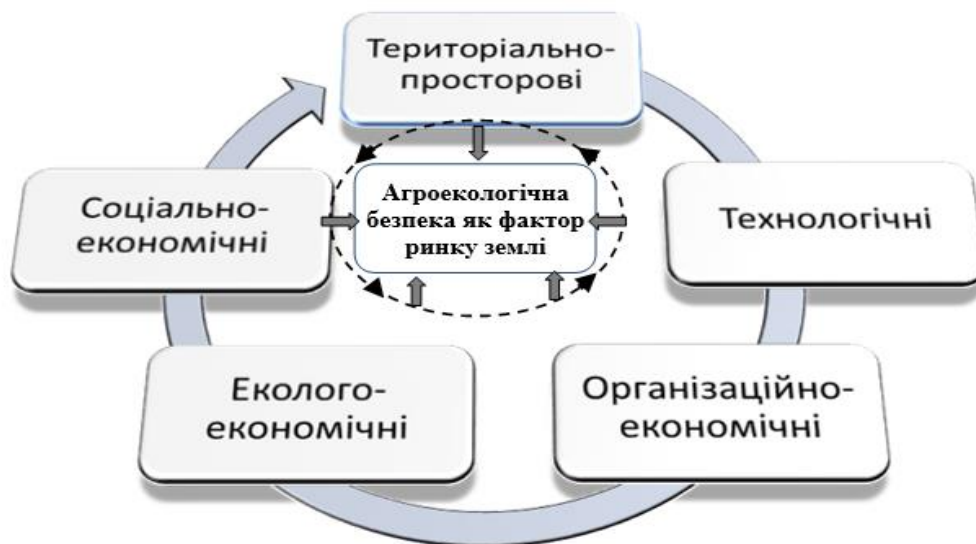 Територіально-
просторові
Агроекологічна
безпека як фактор
ринку землі
Соціально-
економічні
Технологічні
Еколого-
економічні
Організаційно-
економічні